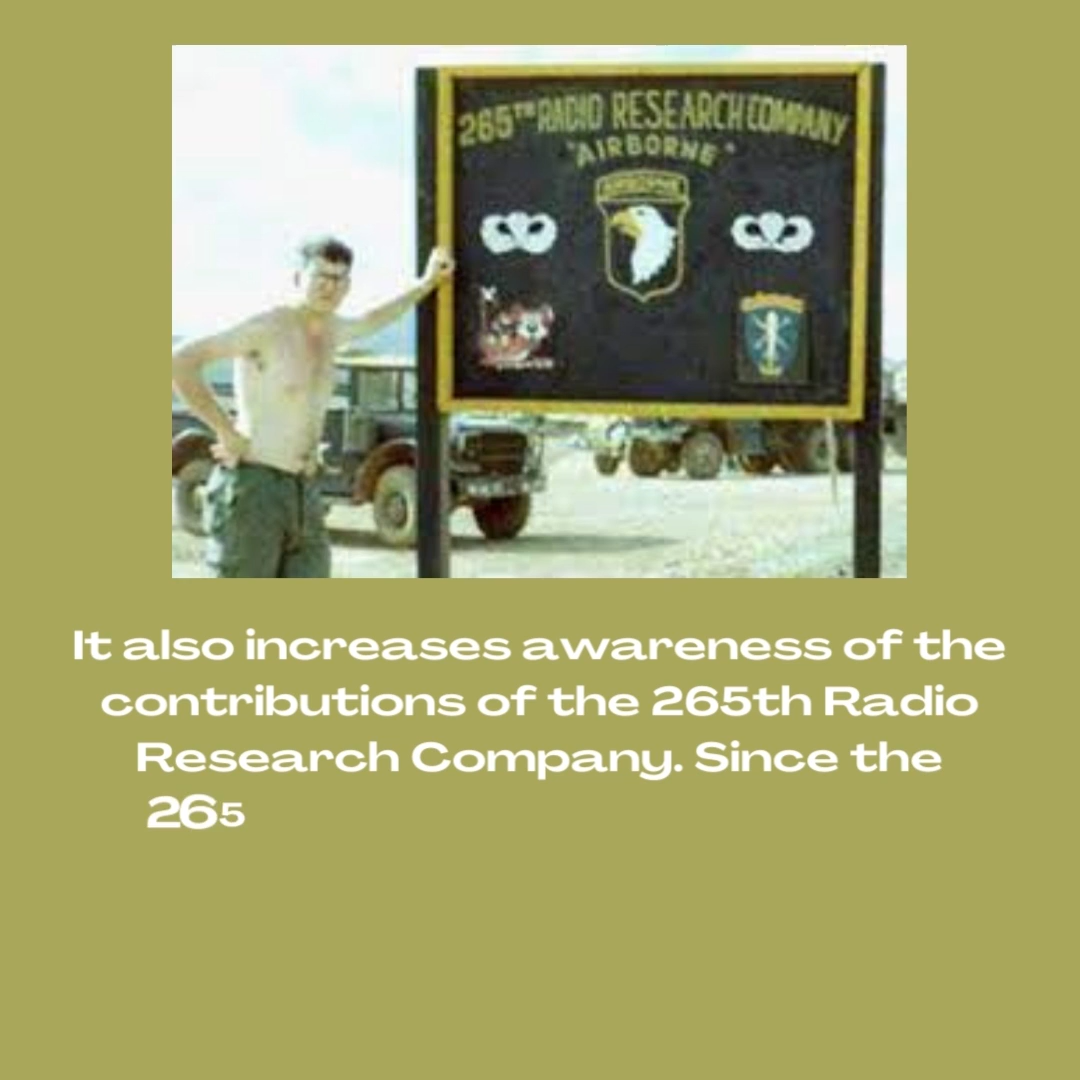 265TH RADIO RESEARCH COMPANY
"AIRBORNE"
AIRBORNE
It also increases awareness of the
contributions of the 265th Radio
Research Company. Since the
265